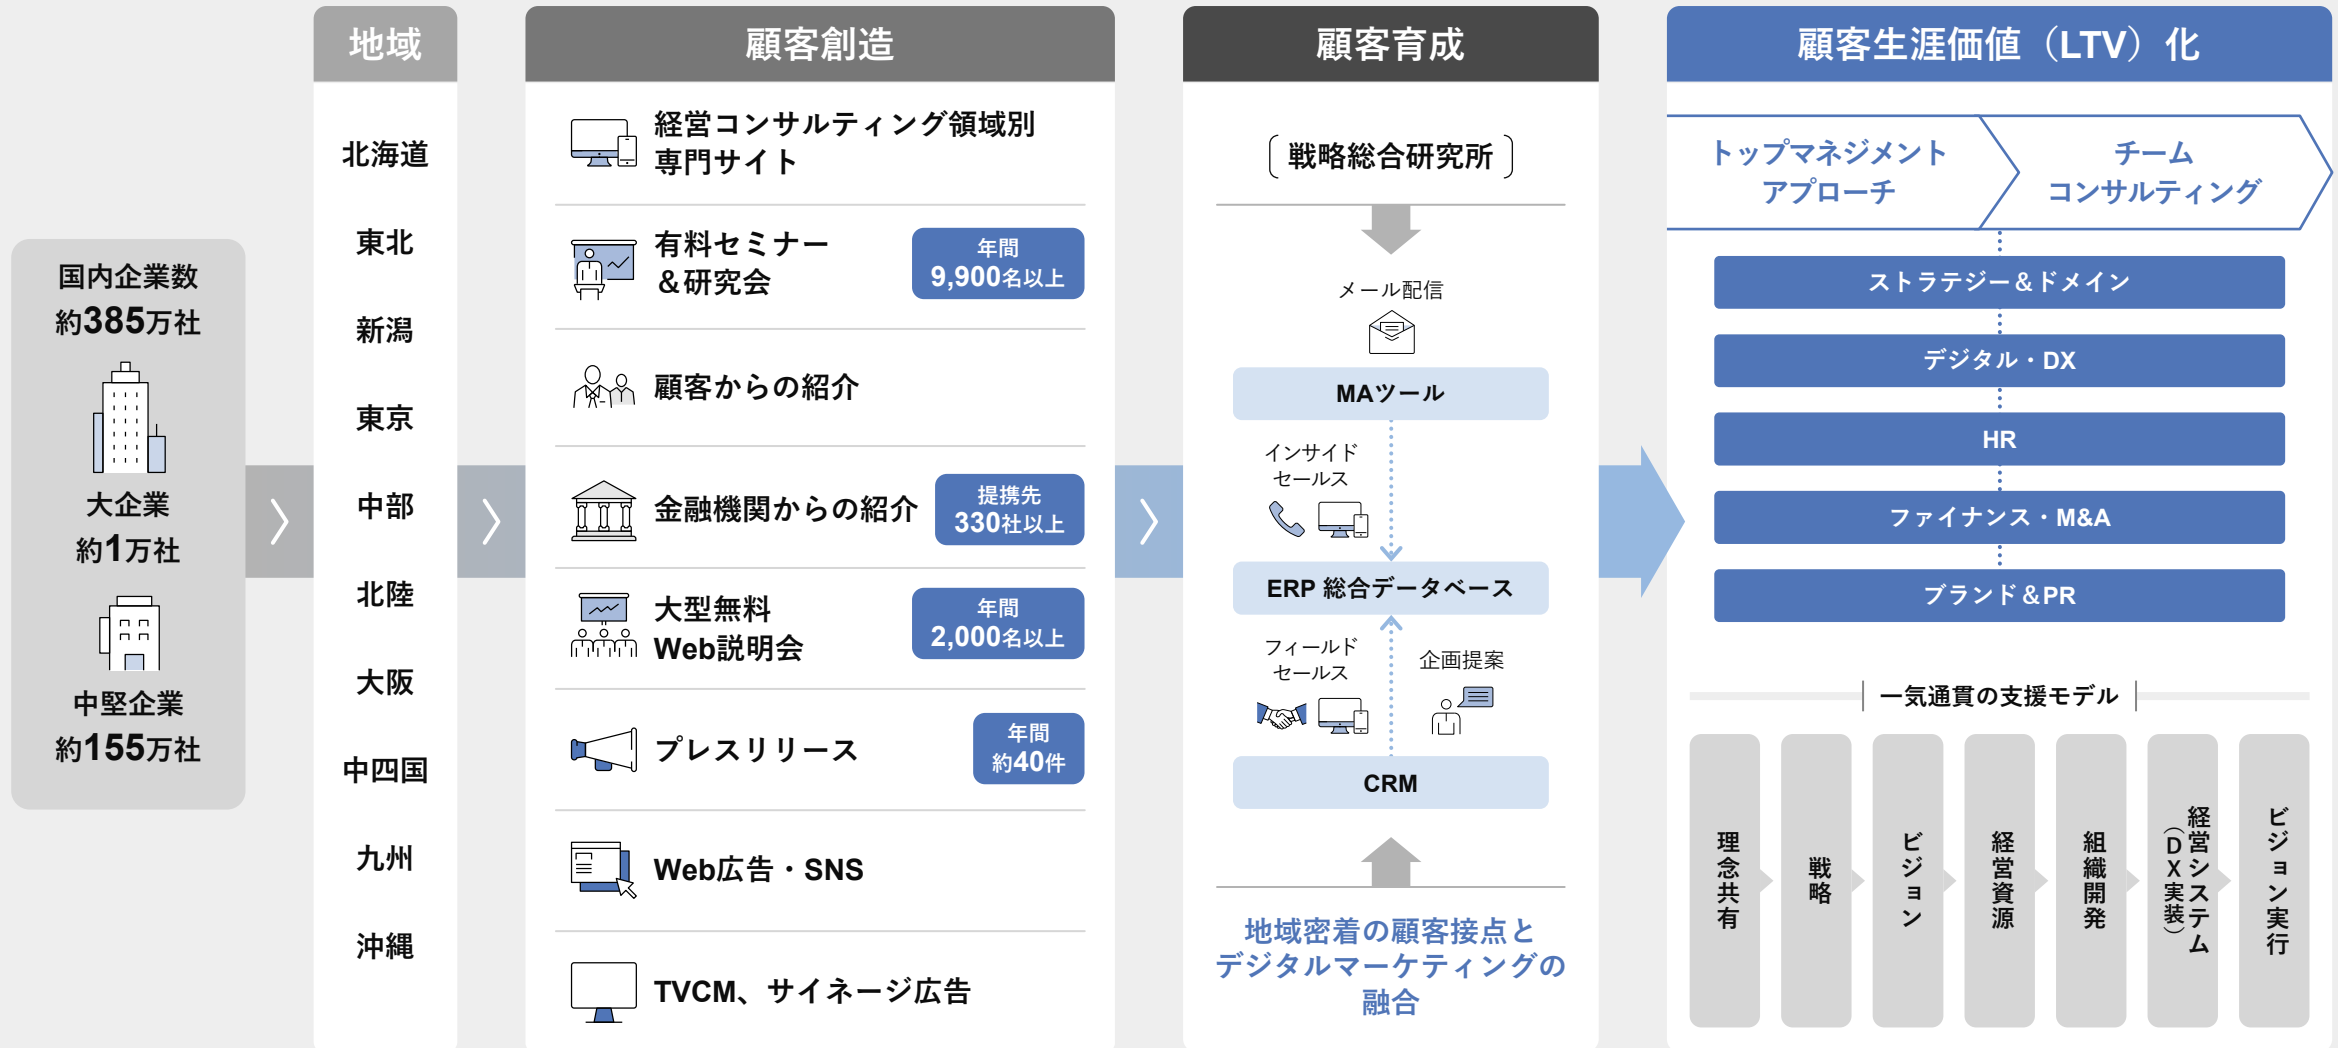 国内企業数
約385万社
大企業
約1万社
中堅企業
約155万社
地域
北海道
東北
新潟
東京
中部
北陸
大阪
中四国
九州
沖縄
顧客創造
経営コンサルティング領域別
専門サイト
有料セミナー
＆研究会
年間
9,900名以上
顧客からの紹介
金融機関からの紹介
提携先
330社以上
大型無料
Web説明会
年間
2,000名以上
プレスリリース
年間
約40件
Web広告・SNS
TVCM、サイネージ広告
顧客育成
戦略総合研究所
メール配信
MAツール
インサイド
セールス
ERP 総合データベース
フィールド
セールス
企画提案
CRM
地域密着の顧客接点と
デジタルマーケティングの
融合
顧客生涯価値（LTV）化
トップマネジメント
アプローチ
チーム
コンサルティング
ストラテジー＆ドメイン
デジタル・DX
HR
ファイナンス・M&A
ブランド＆PR
一気通貫の支援モデル
理念共有
戦略
ビジョン
経営資源
組織開発
経営システム
（DX実装）
ビジョン実行